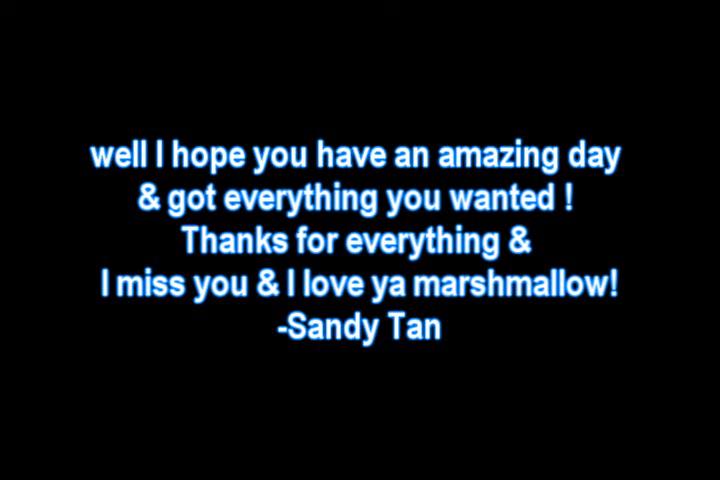 well I hope you have an amazing day
& got everything you wanted !
Thanks for everything &
I miss you & I love ya marshmallow!
-Sandy Tan